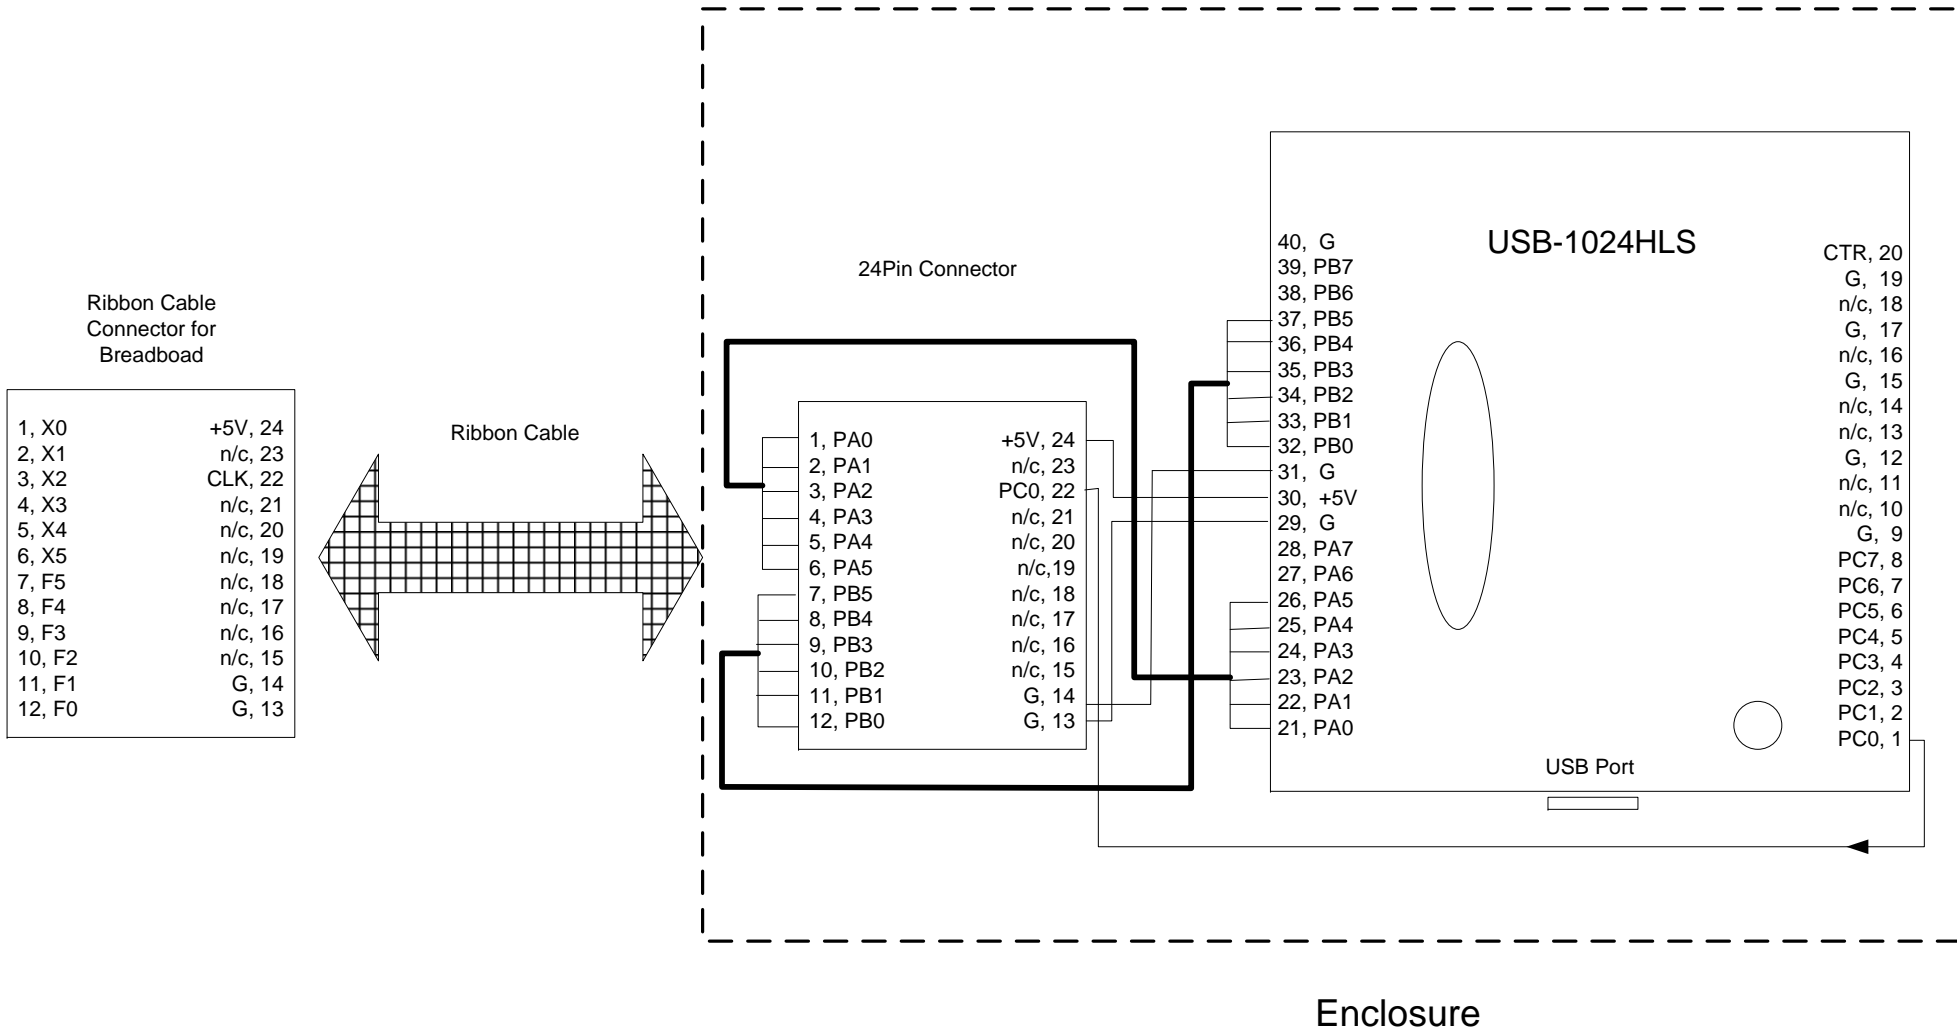 Ribbon Cable
Connector for
Breadboad
1, X0
2, X1
3, X2
4, X3
5, X4
6, X5
7, F5
8, F4
9, F3
10, F2
11, F1
12, F0
+5V, 24
n/c, 23
CLK, 22
n/c, 21
n/c, 20
n/c, 19
n/c, 18
n/c, 17
n/c, 16
n/c, 15
G, 14
G, 13
Ribbon Cable
24Pin Connector
1, PA0
2, PA1
3, PA2
4, PA3
5, PA4
6, PA5
7, PB5
8, PB4
9, PB3
10, PB2
11, PB1
12, PB0
+5V, 24
n/c, 23
PC0, 22
n/c, 21
n/c, 20
n/c,19
n/c, 18
n/c, 17
n/c, 16
n/c, 15
G, 14
G, 13
USB-1024HLS
40, G
39, PB7
38, PB6
37, PB5
36, PB4
35, PB3
34, PB2
33, PB1
32, PB0
31, G
30, +5V
29, G
28, PA7
27, PA6
26, PA5
25, PA4
24, PA3
23, PA2
22, PA1
21, PA0
CTR, 20
G, 19
n/c, 18
G, 17
n/c, 16
G, 15
n/c, 14
n/c, 13
G, 12
n/c, 11
n/c, 10
G, 9
PC7, 8
PC6, 7
PC5, 6
PC4, 5
PC3, 4
PC2, 3
PC1, 2
PC0, 1
USB Port
Enclosure